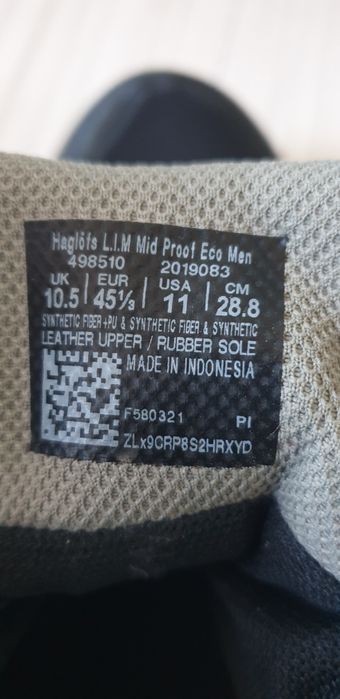 Haglöfs L.I.M Mid Proof Eco Men
498510 2019083
UK EUR USA CM
10.5 45⅓ 11 28.8
SYNTHETIC FIBER +PU & SYNTHETIC FIBER & SYNTHETIC
LEATHER UPPER / RUBBER SOLE
MADE IN INDONESIA
F580321 PI
ZLx9CRP8S2HRXYD